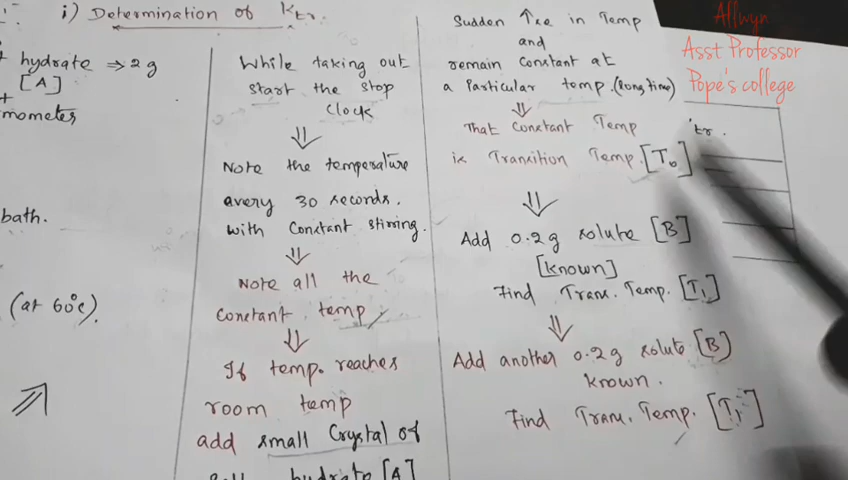 i) Determination of Ktr.
hydrate ⇒ 2 g
[A]
+
mometer
bath.
(at 60°c).
While taking out
start the stop
clock
⇓
Note the temperature
every 30 seconds.
with Constant stirring.
⇓
Note all the
Constant temp
⇓
If temp. reaches
room temp
add small Crystal of
hydrate [A]
Sudden ↑xe in Temp
and
remain Constant at
a Particular temp. (long time)
⇓
That Constant Temp
is Transition Temp. [T₀]
⇓
Add 0.2g solute [B]
[known]
Find Tran. Temp. [T₁]
⇓
Add another 0.2g solute [B]
known.
Find Tran. Temp.
tr.
Allwyn
Asst Professor
Pope's college